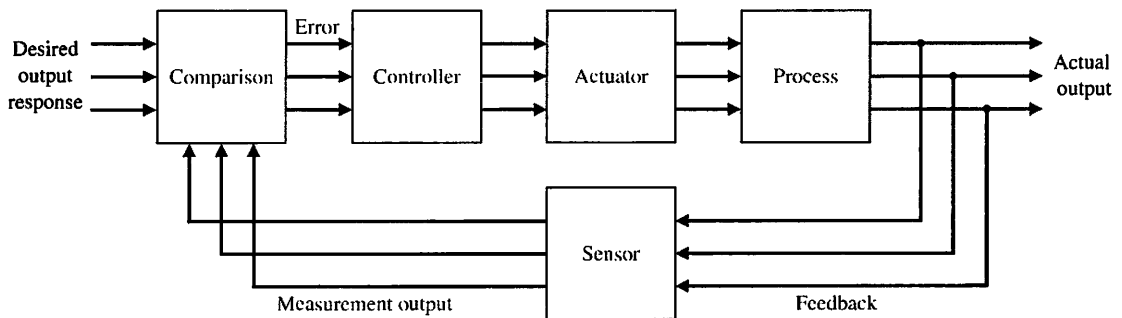 Error
Desired
output
response
Comparison
Controller
Actuator
Process
Actual
output
Sensor
Measurement output
Feedback